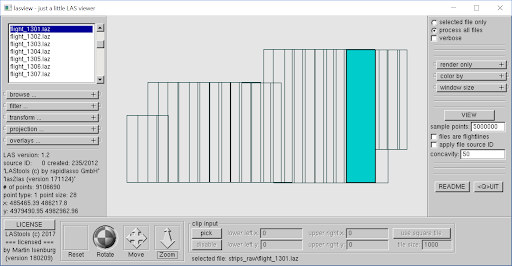 lasview - just a little LAS viewer
flight_1301.laz
flight_1302.laz
flight_1303.laz
flight_1304.laz
flight_1305.laz
flight_1306.laz
flight_1307.laz
browse ... +
filter... +
transform ... +
projection ... +
overlays ... +
LAS version: 1.2
source ID: 0 created: 235/2012
'LAStools (c) by rapidlasso GmbH'
'las2las (version 171124)'
# of points: 9106690
point type: 1 point size: 28
x: 485465.39 486217.8
y: 4979490.95 4982962.96
selected file only
process all files
verbose
render only +
color by +
window size +
VIEW
sample points: 5000000
files are flightlines
apply file source ID
concavity: 50
README <Q>UIT
LICENSE
LAStools (c) 2017
=== licensed ===
by Martin Isenburg
(version 180209)
Reset
Rotate
Move
Zoom
clip input
pick lower left x: 0 upper right x: 0 use square file
disable lower left y: 0 upper right y: 0 file size 1000
selected file: strips_raw\flight_1301.laz